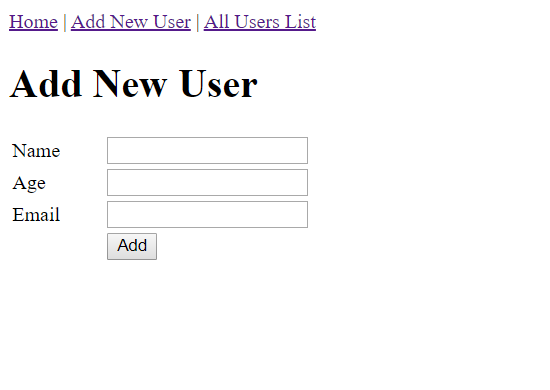 Home | Add New User | All Users List
Add New User
Name
Age
Email
Add